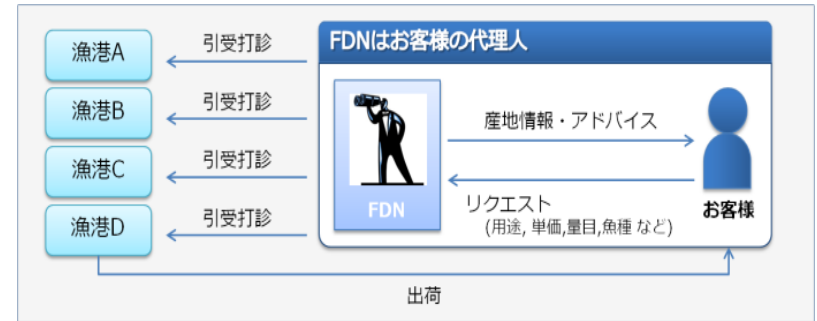 FDNはお客様の代理人
漁港A
引受打診
漁港B
引受打診
産地情報・アドバイス
漁港C
引受打診
リクエスト
(用途, 単価,量目,魚種 など)
FDN
お客様
漁港D
引受打診
出荷